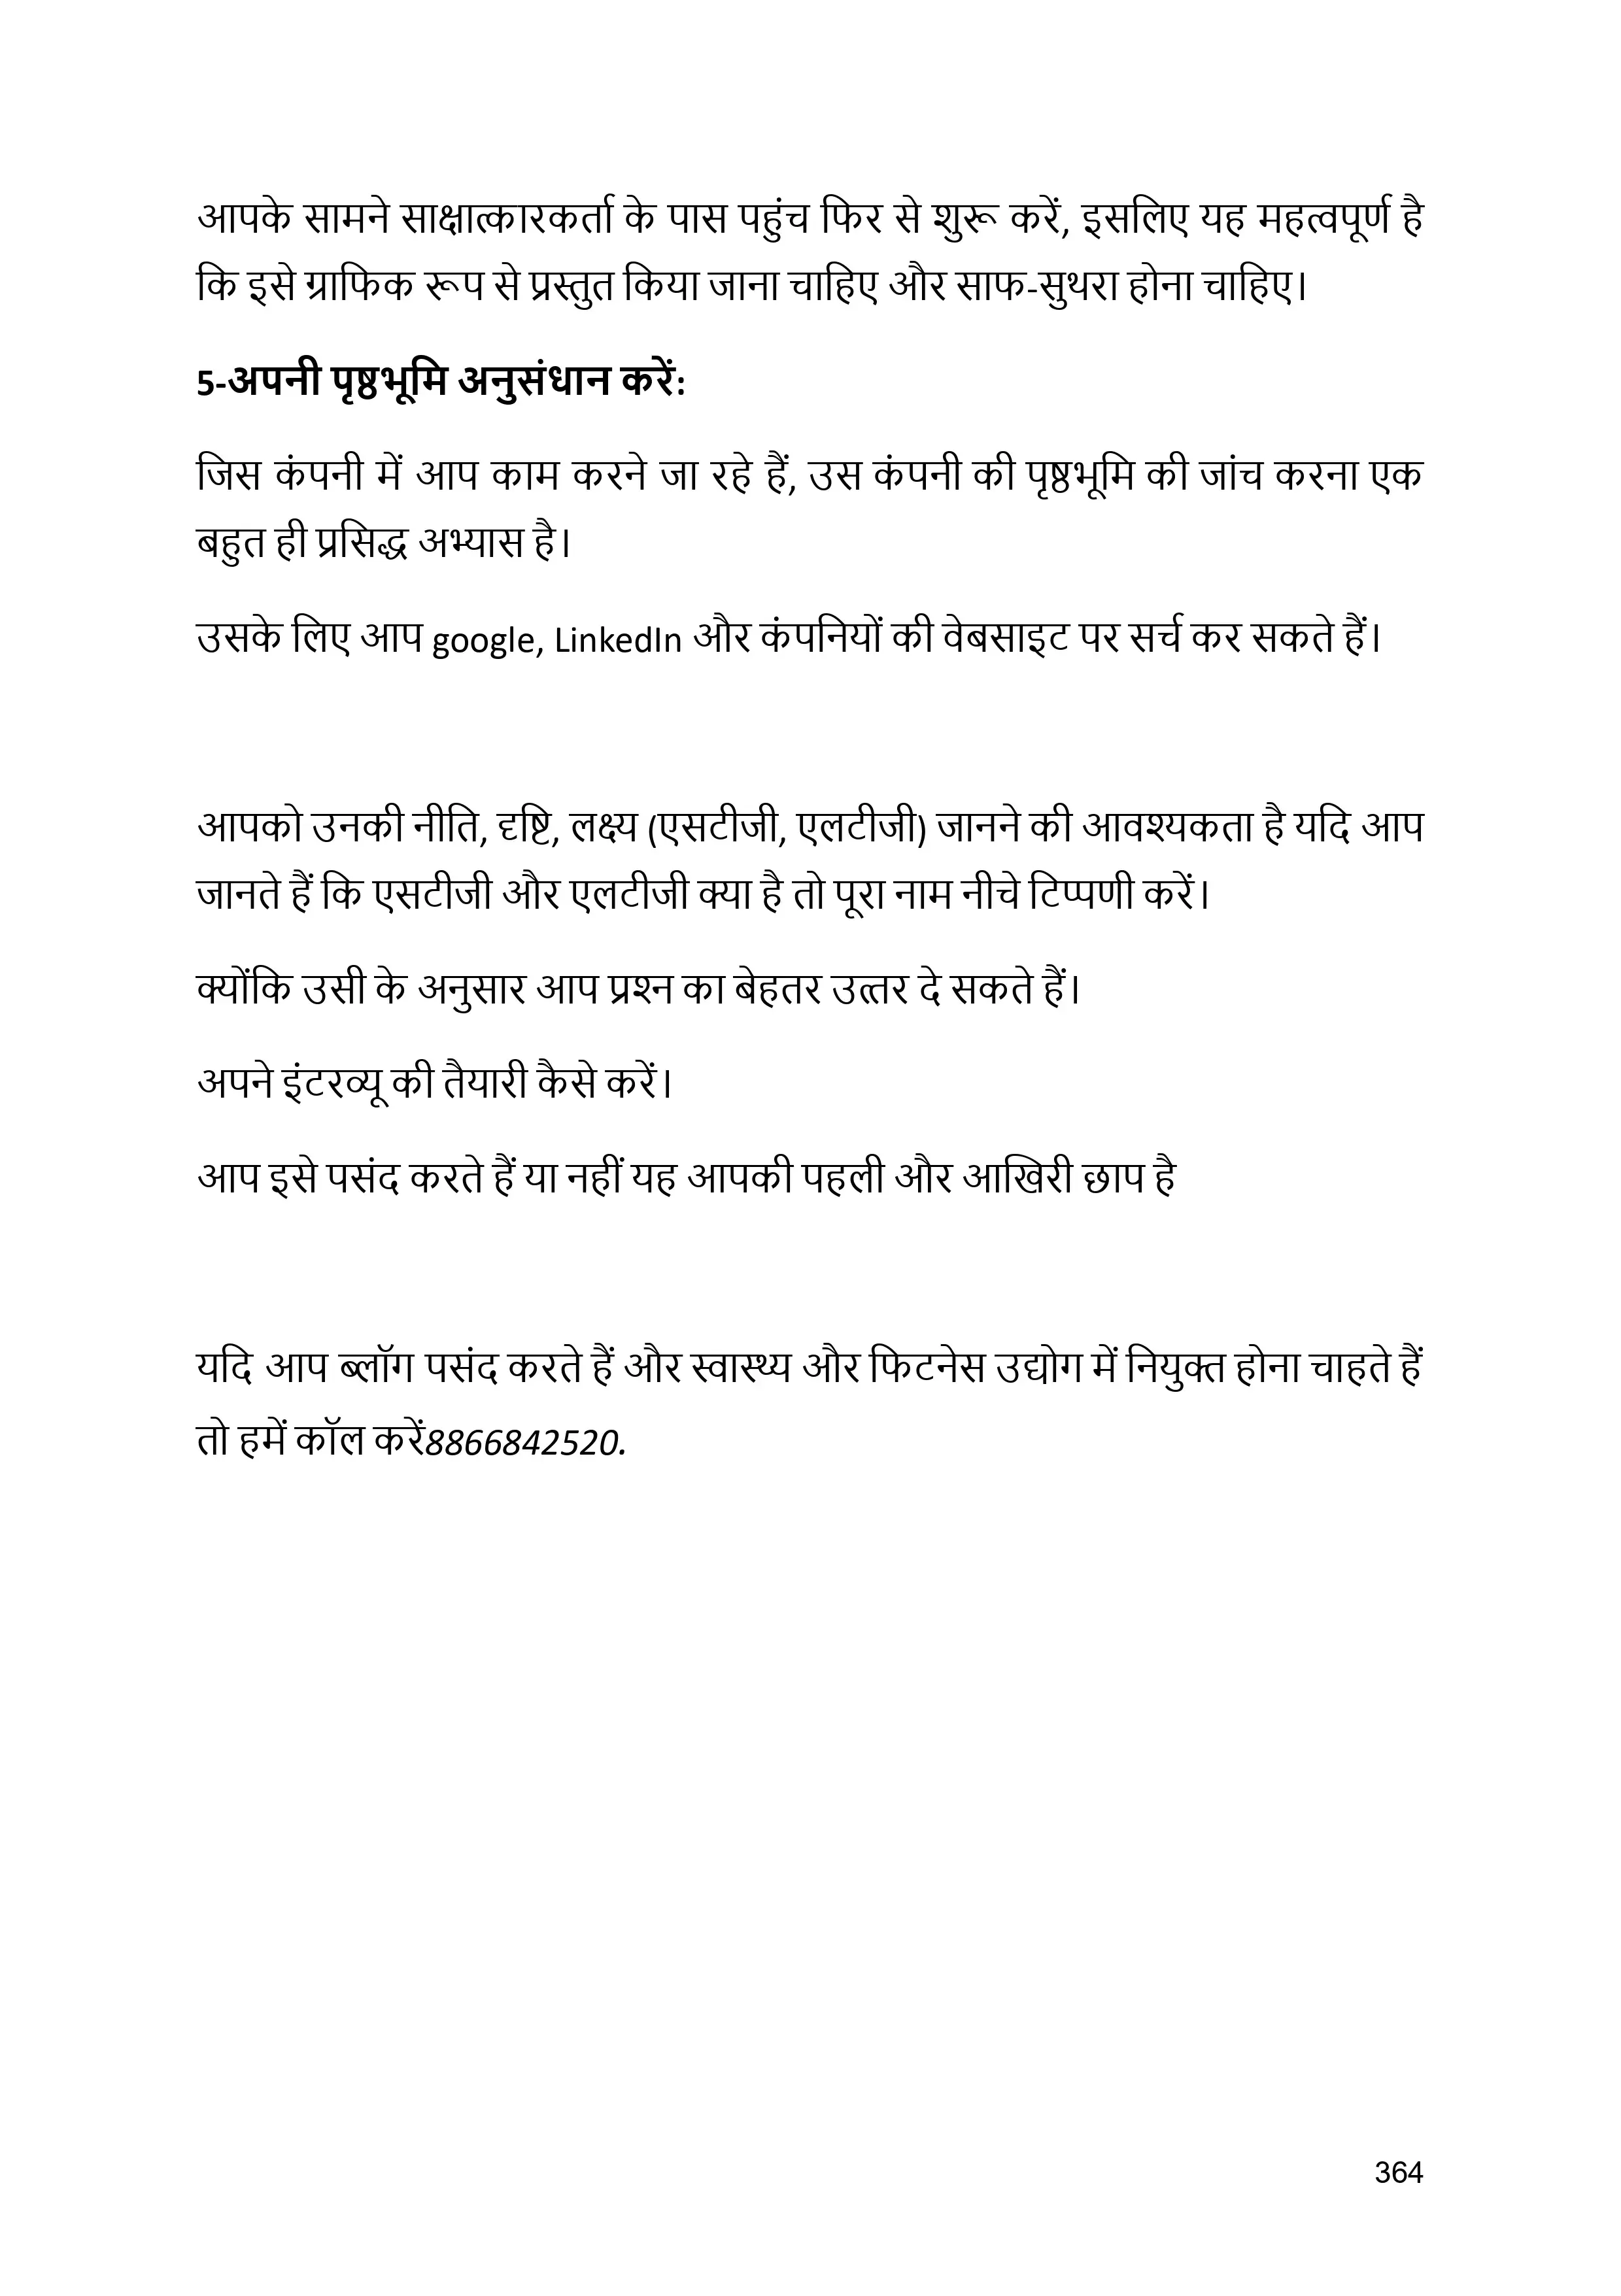 आपके सामने साक्षात्कारकर्ता के पास पहुंच फिर से शुरू करें, इसलिए यह महत्वपूर्ण है
कि इसे ग्राफिक रूप से प्रस्तुत किया जाना चाहिए और साफ-सुथरा होना चाहिए।
5-अपनी पृष्ठभूमि अनुसंधान करें:
जिस कंपनी में आप काम करने जा रहे हैं, उस कंपनी की पृष्ठभूमि की जांच करना एक
बहुत ही प्रसिद्ध अभ्यास है।
उसके लिए आप google, LinkedIn और कंपनियों की वेबसाइट पर सर्च कर सकते हैं।
आपको उनकी नीति, दृष्टि, लक्ष्य (एसटीजी, एलटीजी) जानने की आवश्यकता है यदि आप
जानते हैं कि एसटीजी और एलटीजी क्या है तो पूरा नाम नीचे टिप्पणी करें।
क्योंकि उसी के अनुसार आप प्रश्न का बेहतर उत्तर दे सकते हैं।
अपने इंटरव्यू की तैयारी कैसे करें।
आप इसे पसंद करते हैं या नहीं यह आपकी पहली और आखिरी छाप है
यदि आप ब्लॉग पसंद करते हैं और स्वास्थ्य और फिटनेस उद्योग में नियुक्त होना चाहते हैं
तो हमें कॉल करें8866842520.
364